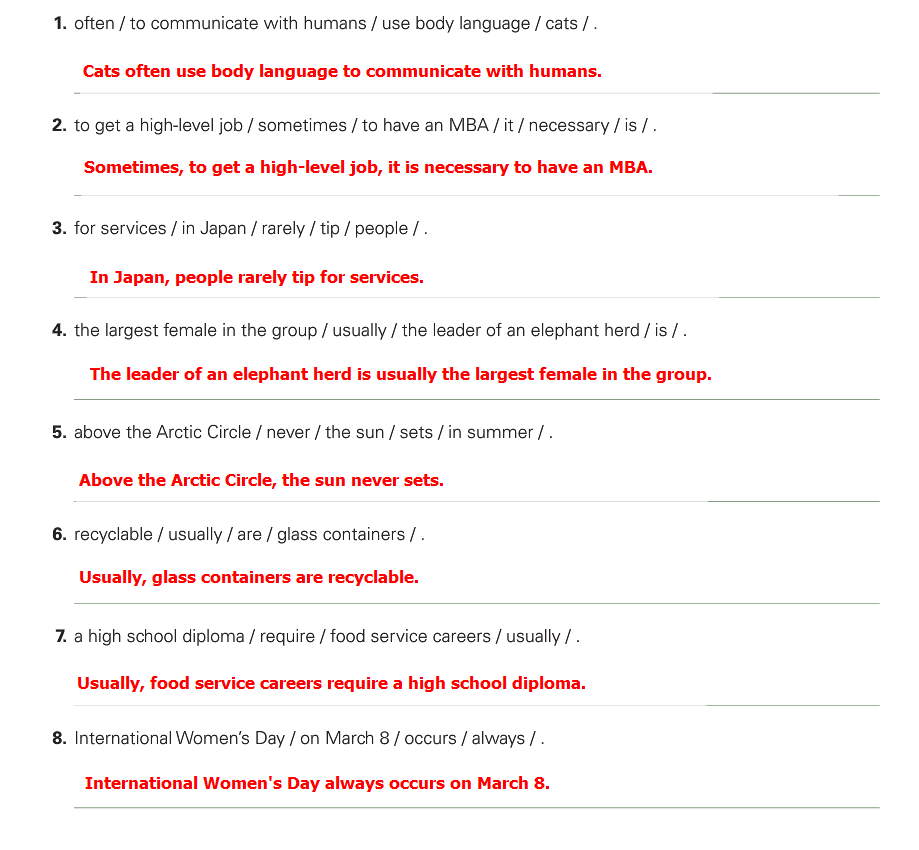 1. often / to communicate with humans / use body language / cats / .
Cats often use body language to communicate with humans.
2. to get a high-level job / sometimes / to have an MBA / it / necessary / is / .
Sometimes, to get a high-level job, it is necessary to have an MBA.
3. for services / in Japan / rarely / tip / people / .
In Japan, people rarely tip for services.
4. the largest female in the group / usually / the leader of an elephant herd / is / .
The leader of an elephant herd is usually the largest female in the group.
5. above the Arctic Circle / never / the sun / sets / in summer / .
Above the Arctic Circle, the sun never sets.
6. recyclable / usually / are / glass containers / .
Usually, glass containers are recyclable.
7. a high school diploma / require / food service careers / usually / .
Usually, food service careers require a high school diploma.
8. International Women’s Day / on March 8 / occurs / always / .
International Women's Day always occurs on March 8.